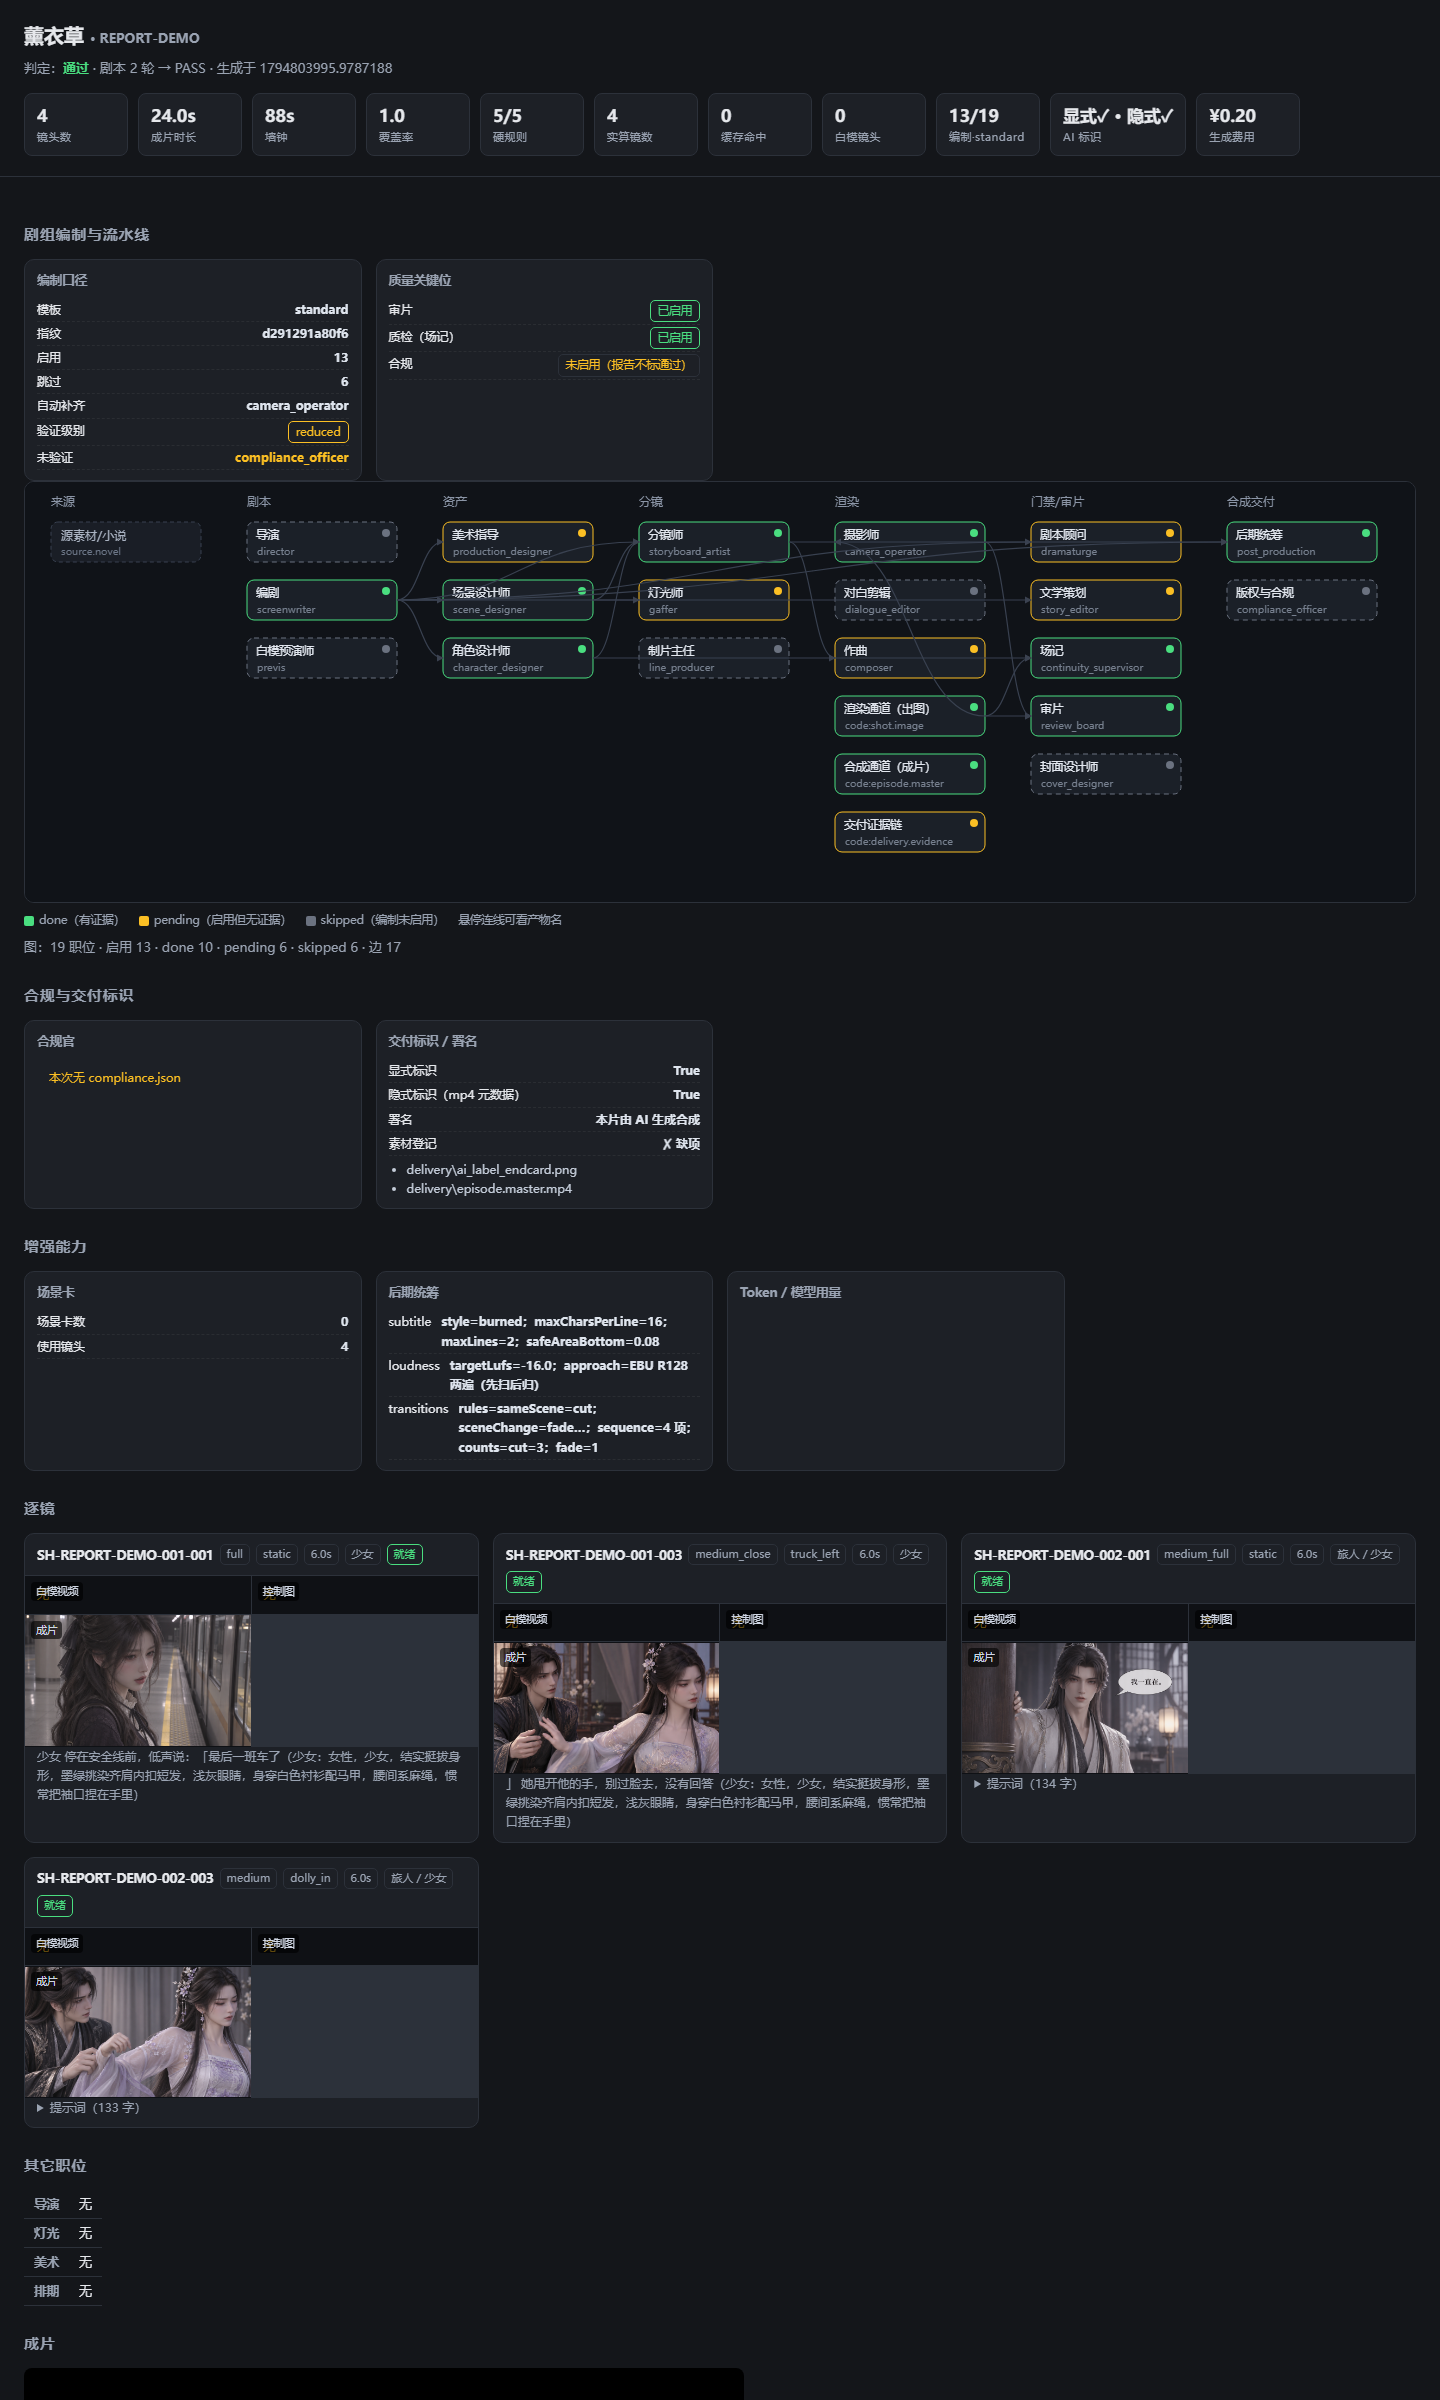 薰衣草 · REPORT-DEMO
判定：通过 · 剧本 2 轮 → PASS · 生成于 1794803995.9787188
4
镜头数
24.0s
成片时长
88s
墙钟
1.0
覆盖率
5/5
硬规则
4
实算镜数
0
缓存命中
0
白模镜头
13/19
编制·standard
显式✓ · 隐式✓
AI 标识
¥0.20
生成费用
剧组编制与流水线
编制口径
模板 standard
指纹 d291291a80f6
启用 13
跳过 6
自动补齐 camera_operator
验证级别 reduced
未验证 compliance_officer
质量关键位
审片 已启用
质检（场记） 已启用
合规 未启用（报告不标通过）
来源
源素材/小说
source.novel
剧本
导演
director
编剧
screenwriter
白模预演师
previs
资产
美术指导
production_designer
场景设计师
scene_designer
角色设计师
character_designer
分镜
分镜师
storyboard_artist
灯光师
gaffer
制片主任
line_producer
渲染
摄影师
camera_operator
对白剪辑
dialogue_editor
作曲
composer
渲染通道（出图）
code:shot.image
合成通道（成片）
code:episode.master
交付证据链
code:delivery.evidence
门禁/审片
剧本顾问
dramaturge
文学策划
story_editor
场记
continuity_supervisor
审片
review_board
封面设计师
cover_designer
合成交付
后期统筹
post_production
版权与合规
compliance_officer
done（有证据） pending（启用但无证据） skipped（编制未启用） 悬停连线可看产物名
图：19 职位 · 启用 13 · done 10 · pending 6 · skipped 6 · 边 17
合规与交付标识
合规官
本次无 compliance.json
交付标识 / 署名
显式标识 True
隐式标识（mp4 元数据） True
署名 本片由 AI 生成合成
素材登记 ✗ 缺项
• delivery\ai_label_endcard.png
• delivery\episode.master.mp4
增强能力
场景卡
场景卡数 0
使用镜头 4
后期统筹
subtitle style=burned；maxCharsPerLine=16；
maxLines=2；safeAreaBottom=0.08
loudness targetLufs=-16.0；approach=EBU R128
两遍（先扫后归）
transitions rules=sameScene=cut;
sceneChange=fade...；sequence=4 项；
counts=cut=3；fade=1
Token / 模型用量
逐镜
SH-REPORT-DEMO-001-001 full static 6.0s 少女 就绪
白模视频 控制图
成片
少女 停在安全线前，低声说：「最后一班车了（少女：女性，少女，结实挺拔身
形，墨绿挑染齐肩内扣短发，浅灰眼睛，身穿白色衬衫配马甲，腰间系麻绳，惯
常把袖口捏在手里）
SH-REPORT-DEMO-001-003 medium_close truck_left 6.0s 少女
就绪
白模视频 控制图
成片
」 她甩开他的手，别过脸去，没有回答（少女：女性，少女，结实挺拔身形，墨
绿挑染齐肩内扣短发，浅灰眼睛，身穿白色衬衫配马甲，腰间系麻绳，惯常把袖
口捏在手里）
SH-REPORT-DEMO-002-001 medium_full static 6.0s 旅人 / 少女
就绪
白模视频 控制图
成片
我一直在。
▶ 提示词（134 字）
SH-REPORT-DEMO-002-003 medium dolly_in 6.0s 旅人 / 少女
就绪
白模视频 控制图
成片
▶ 提示词（133 字）
其它职位
导演 无
灯光 无
美术 无
排期 无
成片